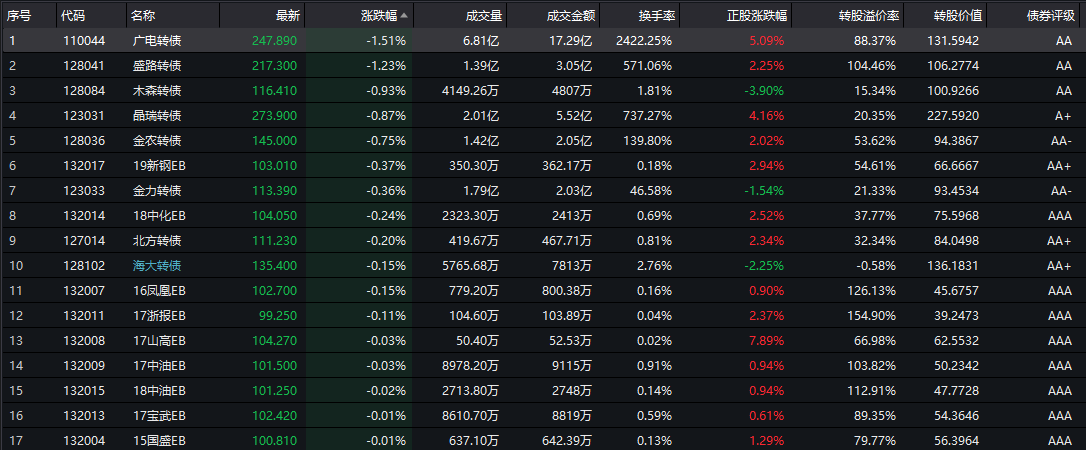 序号 代码 名称 最新 涨跌幅 成交量 成交金额 换手率 正股涨跌幅 转股溢价率 转股价值 债券评级
1 110044 广电转债 247.890 -1.51% 6.81亿 17.29亿 2422.25% 5.09% 88.37% 131.5942 AA
2 128041 盛路转债 217.300 -1.23% 1.39亿 3.05亿 571.06% 2.25% 104.46% 106.2774 AA
3 128084 木森转债 116.410 -0.93% 4149.26万 4807万 1.81% -3.90% 15.34% 100.9266 AA
4 123031 晶瑞转债 273.900 -0.87% 2.01亿 5.52亿 737.27% 4.16% 20.35% 227.5920 A+
5 128036 金农转债 145.000 -0.75% 1.42亿 2.05亿 139.80% 2.02% 53.62% 94.3867 AA-
6 132017 19新钢EB 103.010 -0.37% 350.30万 362.17万 0.18% 2.94% 54.61% 66.6667 AA+
7 123033 金力转债 113.390 -0.36% 1.79亿 2.03亿 46.58% -1.54% 21.33% 93.4534 AA-
8 132014 18中化EB 104.050 -0.24% 2323.30万 2413万 0.69% 2.52% 37.77% 75.5968 AAA
9 127014 北方转债 111.230 -0.20% 419.67万 467.71万 0.81% 2.34% 32.34% 84.0498 AA+
10 128102 海大转债 135.400 -0.15% 5765.68万 7813万 2.76% -2.25% -0.58% 136.1831 AA+
11 132007 16凤凰EB 102.700 -0.15% 779.20万 800.38万 0.16% 0.90% 126.13% 45.6757 AAA
12 132011 17浙报EB 99.250 -0.11% 104.60万 103.89万 0.04% 2.37% 154.90% 39.2473 AAA
13 132008 17山高EB 104.270 -0.03% 50.40万 52.53万 0.02% 7.89% 66.98% 62.5532 AAA
14 132009 17中油EB 101.500 -0.03% 8978.20万 9115万 0.91% 0.94% 103.82% 50.2342 AAA
15 132015 18中油EB 101.250 -0.02% 2713.80万 2748万 0.14% 0.94% 112.91% 47.7728 AAA
16 132013 17宝武EB 102.420 -0.01% 8610.70万 8819万 0.59% 0.61% 89.35% 54.3646 AAA
17 132004 15国盛EB 100.810 -0.01% 637.10万 642.39万 0.13% 1.29% 79.77% 56.3964 AAA